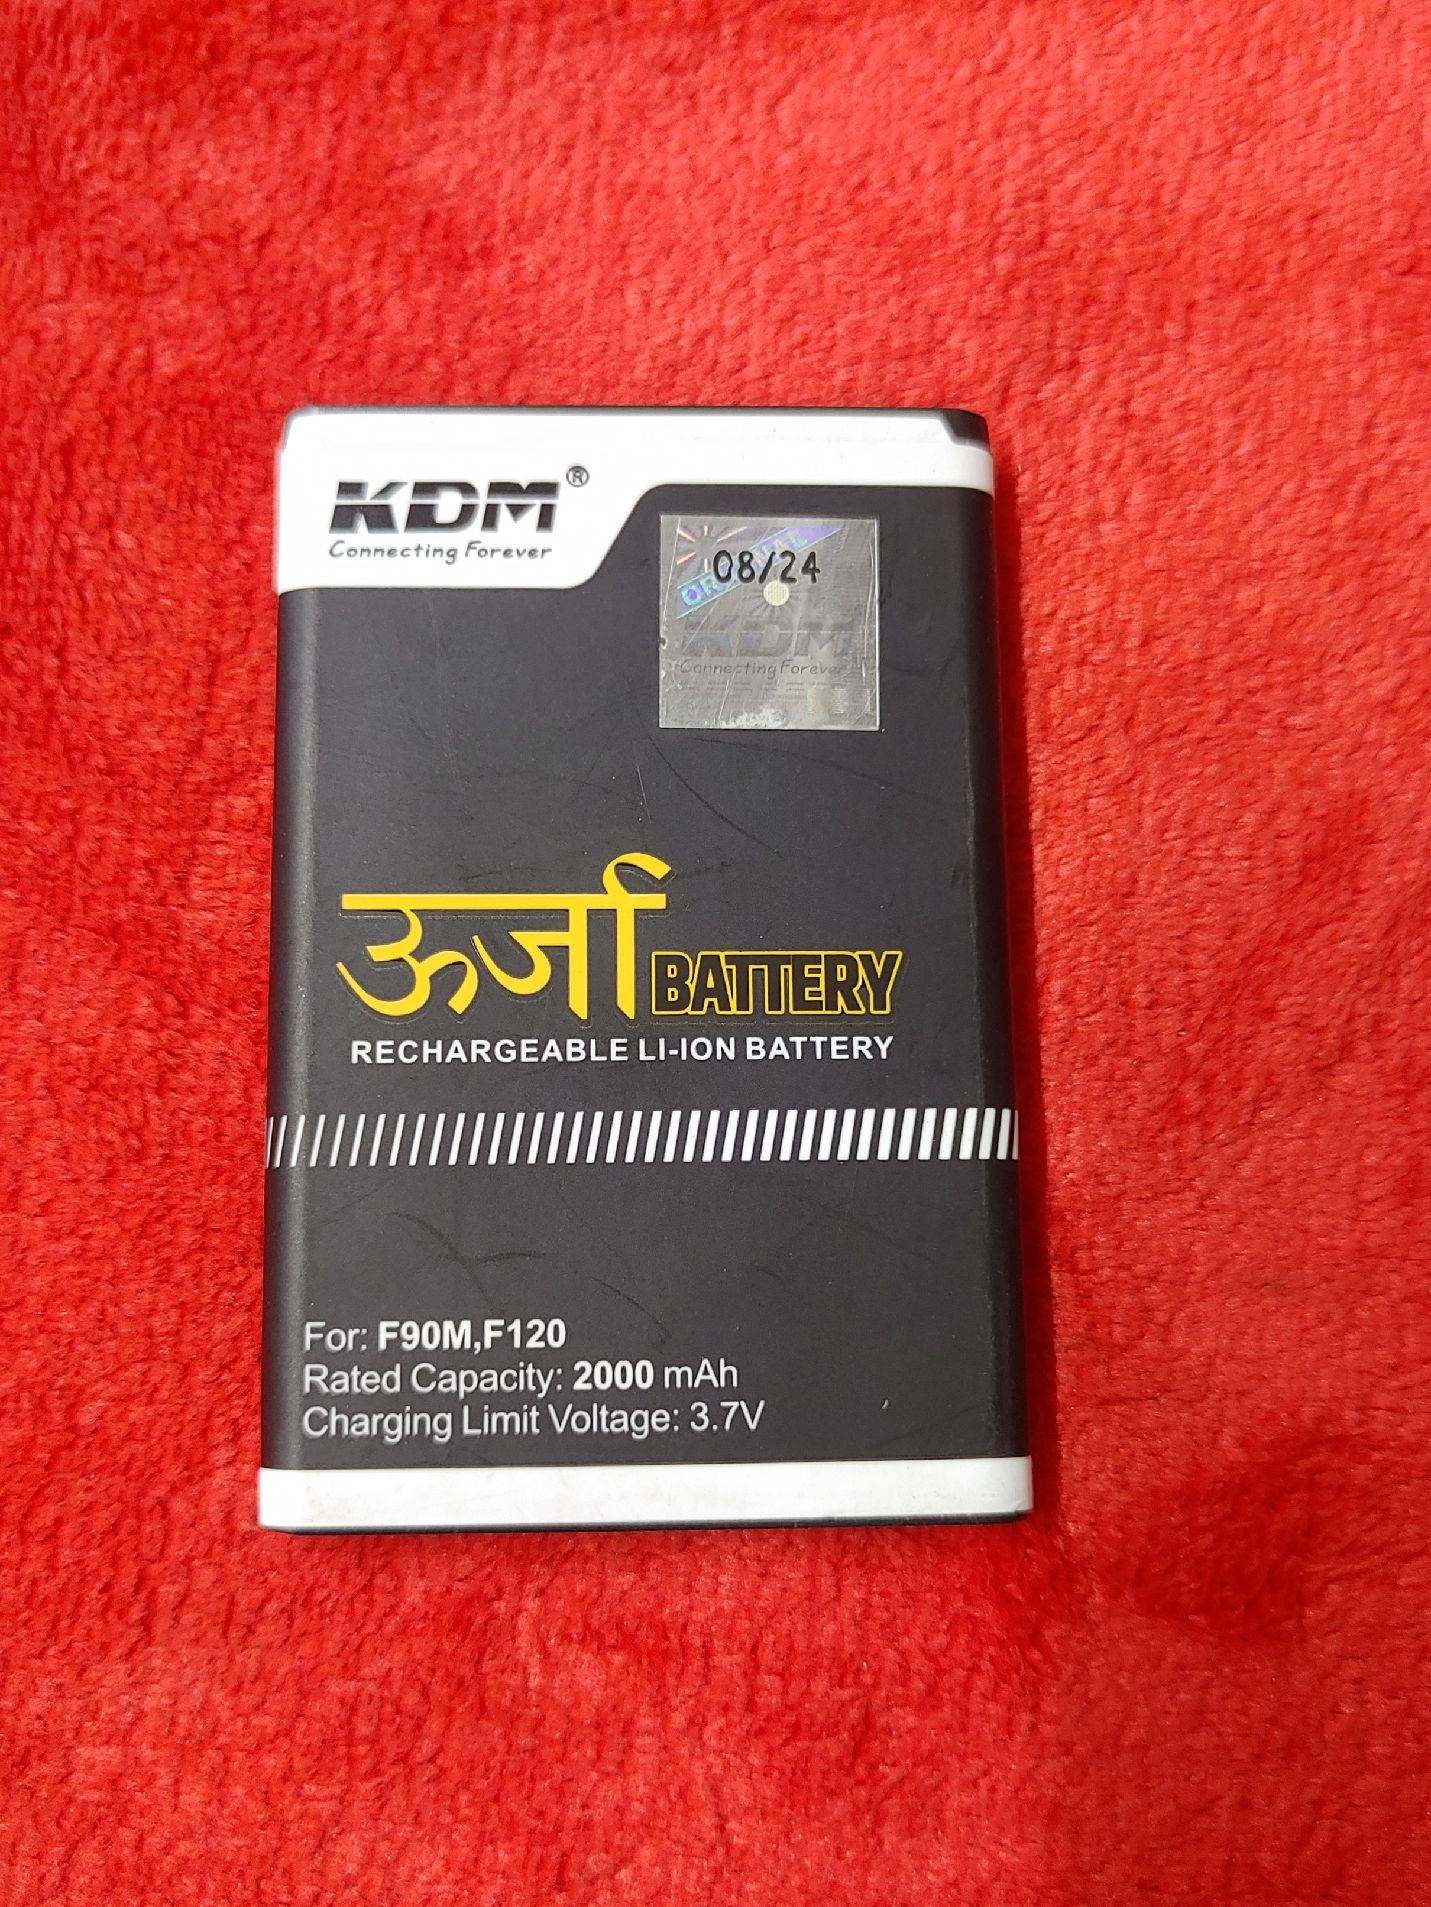 KDM®
Connecting Forever
ORIGINAL
08/24
KDM
Connecting Forever
ऊर्जा BATTERY
RECHARGEABLE LI-ION BATTERY
For: F90M,F120
Rated Capacity: 2000 mAh
Charging Limit Voltage: 3.7V